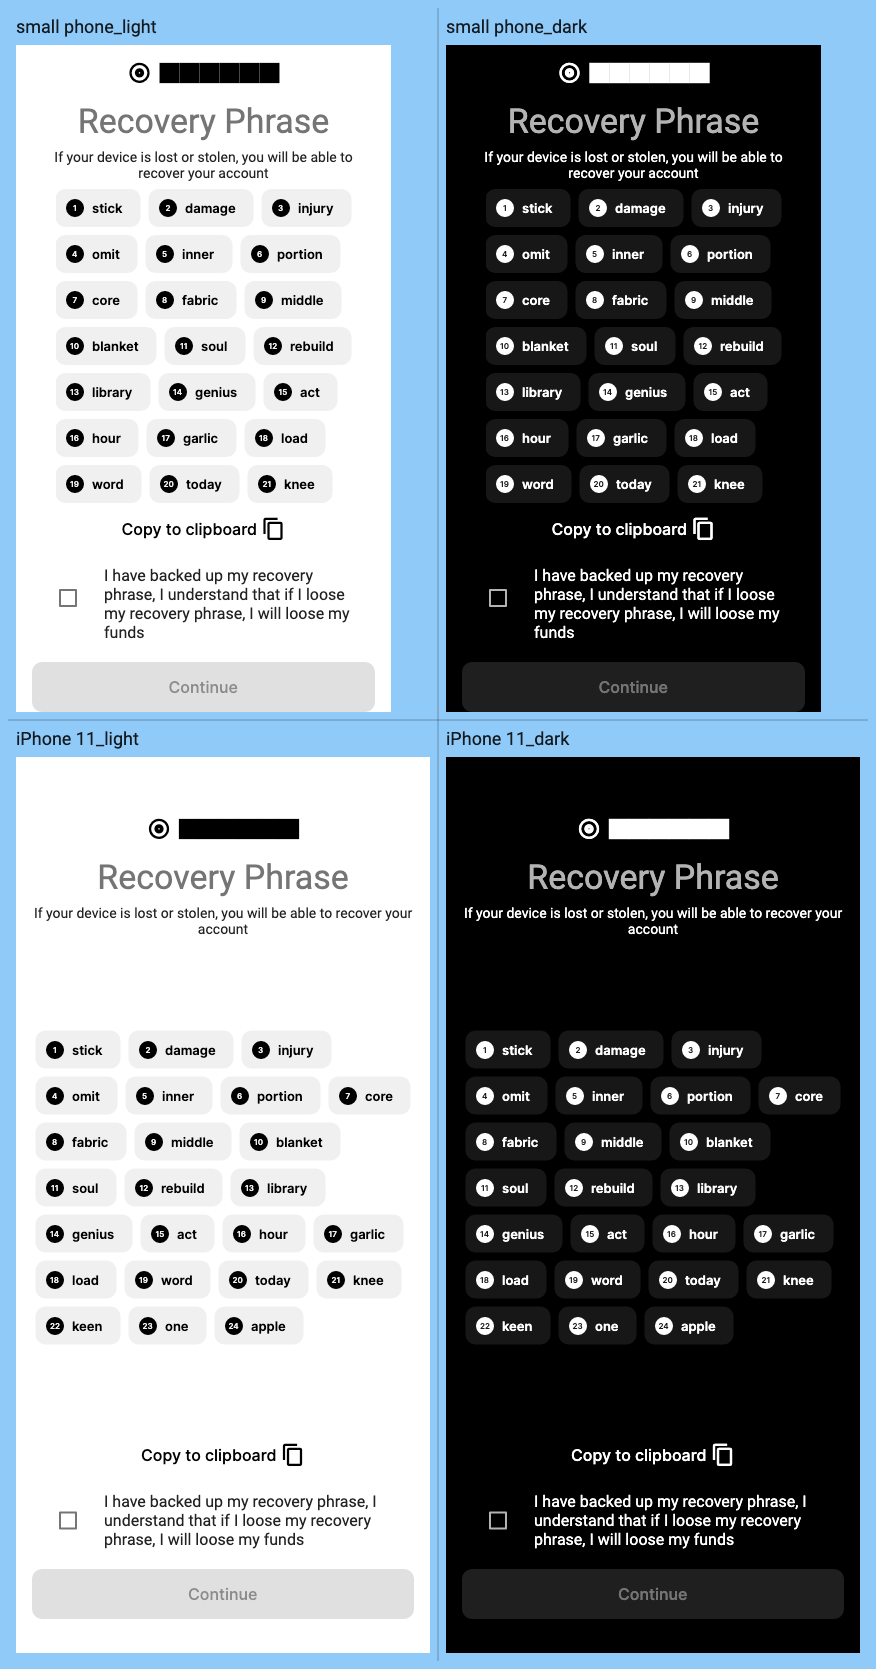 small phone_light
Recovery Phrase
If your device is lost or stolen, you will be able to
recover your account
1 stick 2 damage 3 injury
4 omit 5 inner 6 portion
7 core 8 fabric 9 middle
10 blanket 11 soul 12 rebuild
13 library 14 genius 15 act
16 hour 17 garlic 18 load
19 word 20 today 21 knee
Copy to clipboard
I have backed up my recovery
phrase, I understand that if I loose
my recovery phrase, I will loose my
funds
Continue
small phone_dark
Recovery Phrase
If your device is lost or stolen, you will be able to
recover your account
1 stick 2 damage 3 injury
4 omit 5 inner 6 portion
7 core 8 fabric 9 middle
10 blanket 11 soul 12 rebuild
13 library 14 genius 15 act
16 hour 17 garlic 18 load
19 word 20 today 21 knee
Copy to clipboard
I have backed up my recovery
phrase, I understand that if I loose
my recovery phrase, I will loose my
funds
Continue
iPhone 11_light
Recovery Phrase
If your device is lost or stolen, you will be able to recover your
account
1 stick 2 damage 3 injury
4 omit 5 inner 6 portion 7 core
8 fabric 9 middle 10 blanket
11 soul 12 rebuild 13 library
14 genius 15 act 16 hour 17 garlic
18 load 19 word 20 today 21 knee
22 keen 23 one 24 apple
Copy to clipboard
I have backed up my recovery phrase, I
understand that if I loose my recovery
phrase, I will loose my funds
Continue
iPhone 11_dark
Recovery Phrase
If your device is lost or stolen, you will be able to recover your
account
1 stick 2 damage 3 injury
4 omit 5 inner 6 portion 7 core
8 fabric 9 middle 10 blanket
11 soul 12 rebuild 13 library
14 genius 15 act 16 hour 17 garlic
18 load 19 word 20 today 21 knee
22 keen 23 one 24 apple
Copy to clipboard
I have backed up my recovery phrase, I
understand that if I loose my recovery
phrase, I will loose my funds
Continue